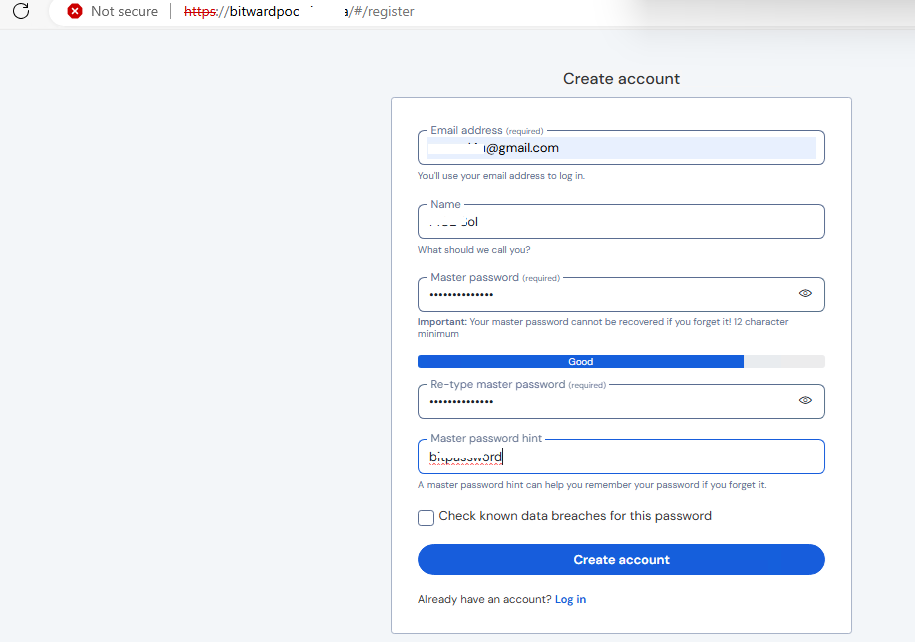 Not secure https://bitwardpoc /#/register
Create account
Email address (required)
@gmail.com
You'll use your email address to log in.
Name
ol
What should we call you?
Master password (required)
••••••••••••••
Important: Your master password cannot be recovered if you forget it! 12 character
minimum
Good
Re-type master password (required)
••••••••••••••
Master password hint
bitpassword
A master password hint can help you remember your password if you forget it.
Check known data breaches for this password
Create account
Already have an account? Log in